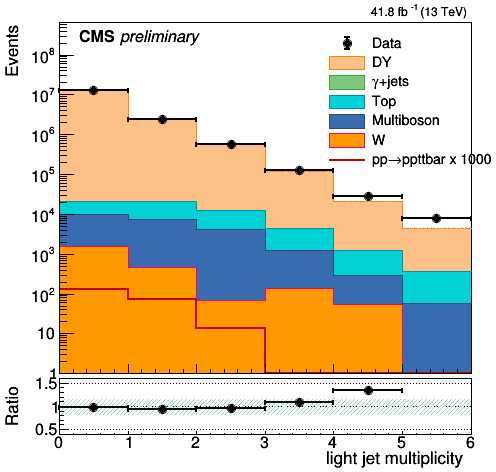 41.8 fb⁻¹ (13 TeV)
CMS preliminary
Events
Data
DY
γ+jets
Top
Multiboson
W
pp→ppttbar x 1000
10⁸
10⁷
10⁶
10⁵
10⁴
10³
10²
10
1
Ratio
1.5
1
0.5
0 1 2 3 4 5 6
light jet multiplicity